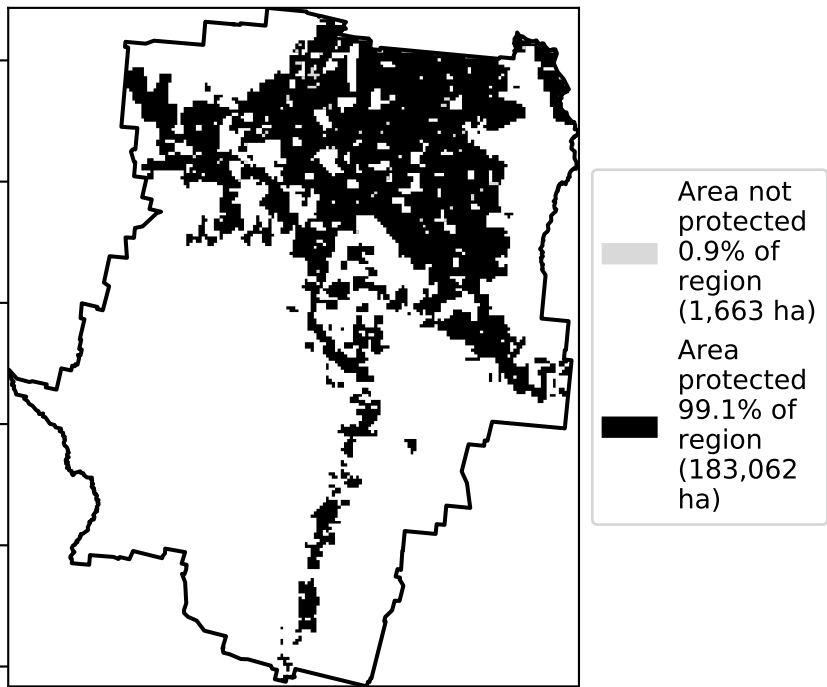 Area not
protected
0.9% of
region
(1,663 ha)
Area
protected
99.1% of
region
(183,062
ha)